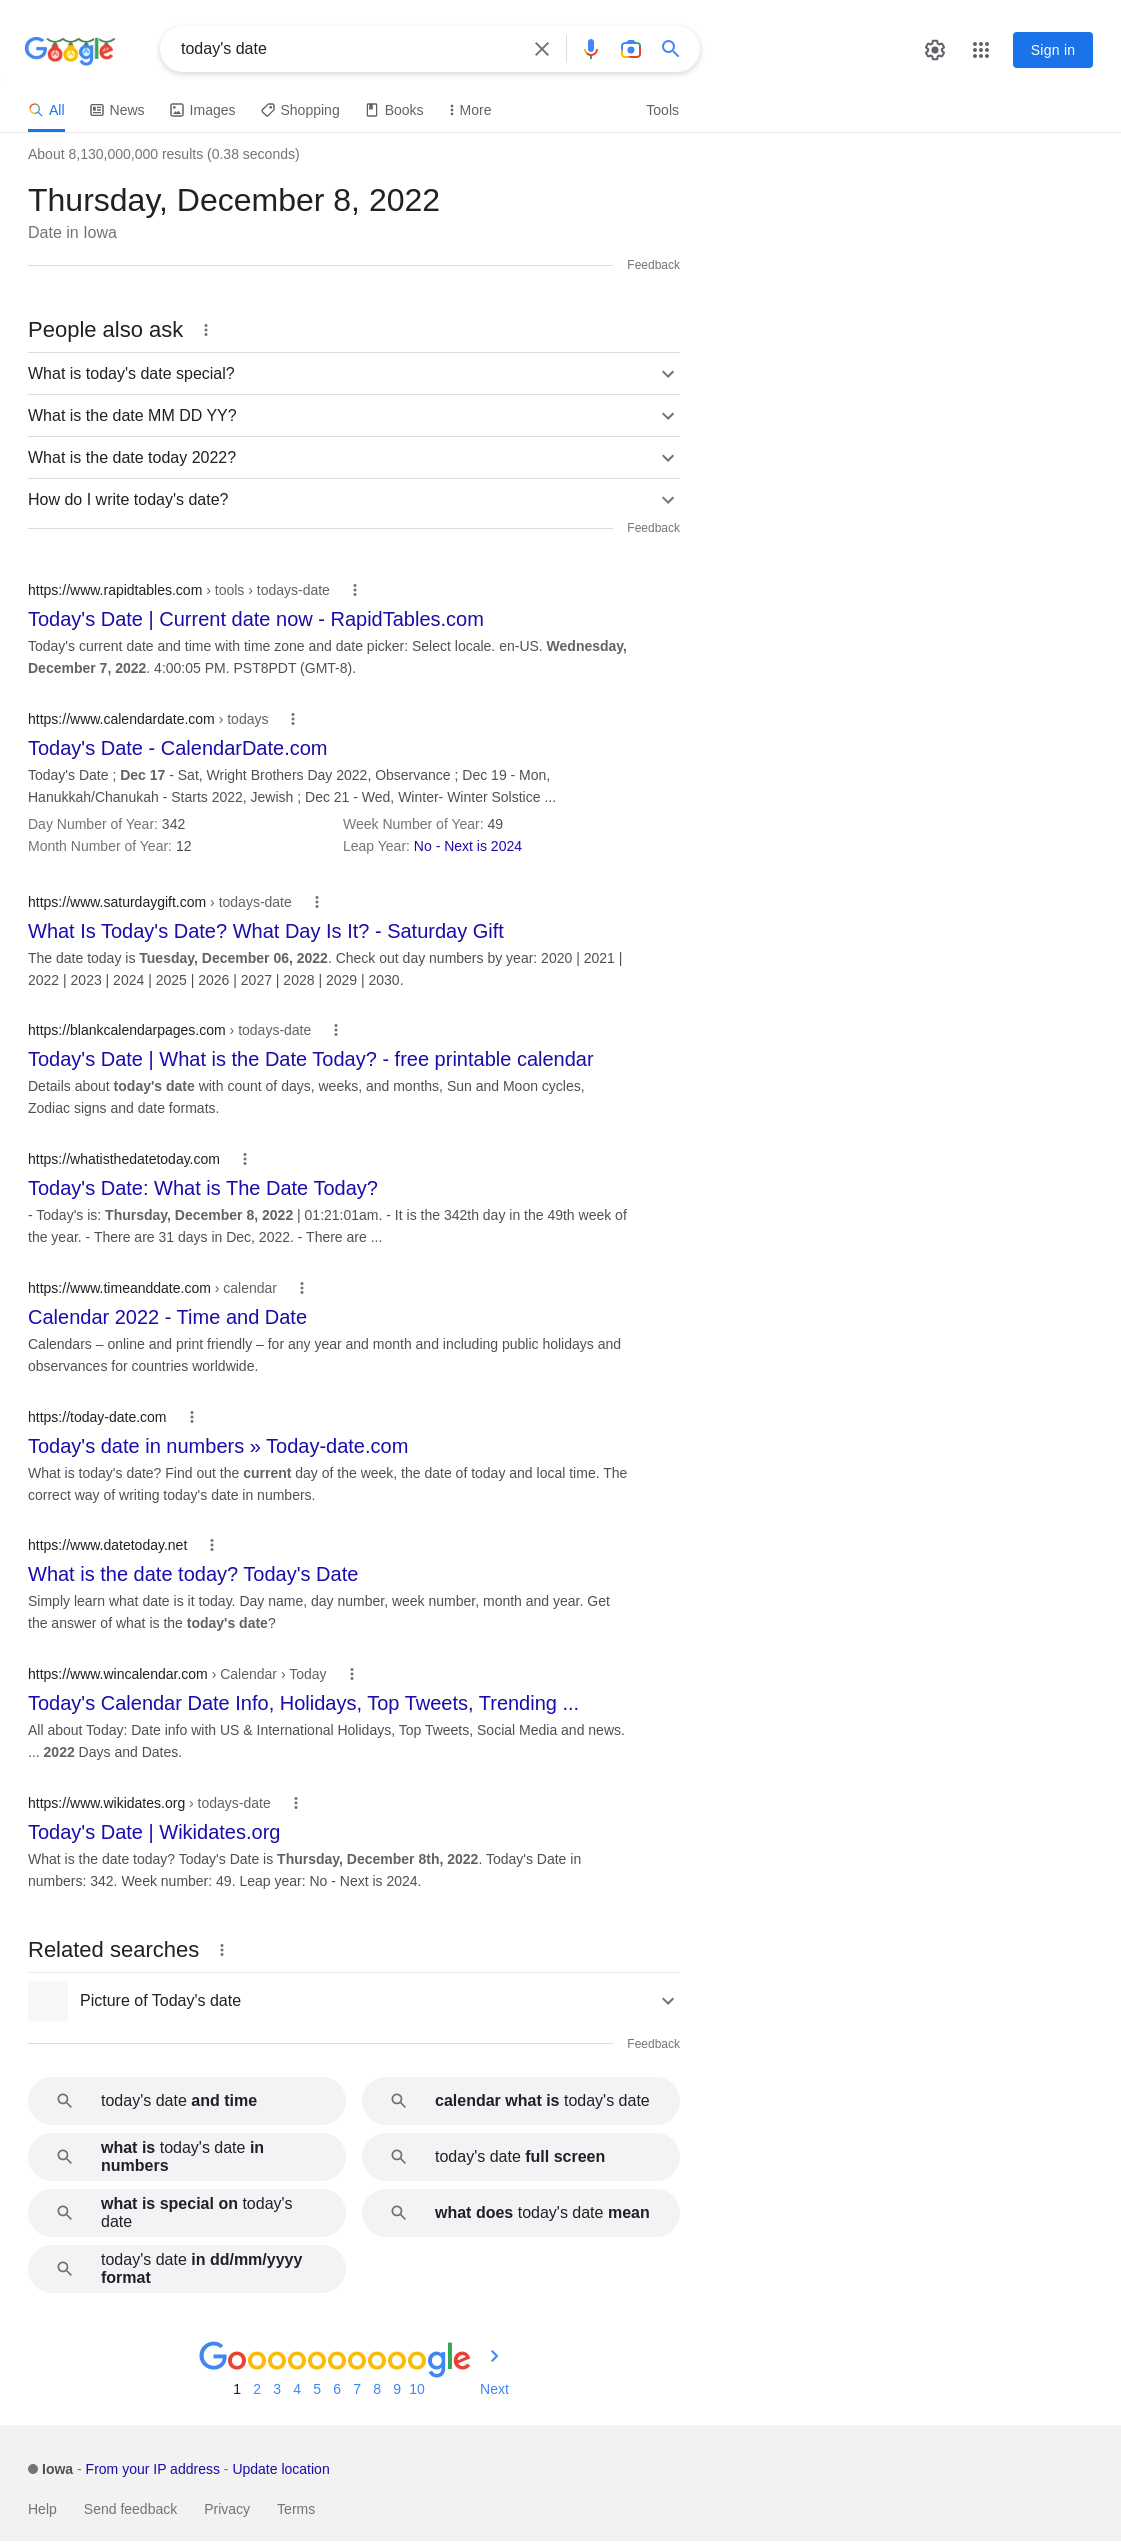 Google
today's date
Sign in
All News Images Shopping Books More Tools
About 8,130,000,000 results (0.38 seconds)
Thursday, December 8, 2022
Date in Iowa
Feedback
People also ask
What is today's date special?
What is the date MM DD YY?
What is the date today 2022?
How do I write today's date?
Feedback
https://www.rapidtables.com › tools › todays-date
Today's Date | Current date now - RapidTables.com
Today's current date and time with time zone and date picker: Select locale. en-US. Wednesday,
December 7, 2022. 4:00:05 PM. PST8PDT (GMT-8).
https://www.calendardate.com › todays
Today's Date - CalendarDate.com
Today's Date ; Dec 17 - Sat, Wright Brothers Day 2022, Observance ; Dec 19 - Mon,
Hanukkah/Chanukah - Starts 2022, Jewish ; Dec 21 - Wed, Winter- Winter Solstice ...
Day Number of Year: 342 Week Number of Year: 49
Month Number of Year: 12 Leap Year: No - Next is 2024
https://www.saturdaygift.com › todays-date
What Is Today's Date? What Day Is It? - Saturday Gift
The date today is Tuesday, December 06, 2022. Check out day numbers by year: 2020 | 2021 |
2022 | 2023 | 2024 | 2025 | 2026 | 2027 | 2028 | 2029 | 2030.
https://blankcalendarpages.com › todays-date
Today's Date | What is the Date Today? - free printable calendar
Details about today's date with count of days, weeks, and months, Sun and Moon cycles,
Zodiac signs and date formats.
https://whatisthedatetoday.com
Today's Date: What is The Date Today?
- Today's is: Thursday, December 8, 2022 | 01:21:01am. - It is the 342th day in the 49th week of
the year. - There are 31 days in Dec, 2022. - There are ...
https://www.timeanddate.com › calendar
Calendar 2022 - Time and Date
Calendars – online and print friendly – for any year and month and including public holidays and
observances for countries worldwide.
https://today-date.com
Today's date in numbers » Today-date.com
What is today's date? Find out the current day of the week, the date of today and local time. The
correct way of writing today's date in numbers.
https://www.datetoday.net
What is the date today? Today's Date
Simply learn what date is it today. Day name, day number, week number, month and year. Get
the answer of what is the today's date?
https://www.wincalendar.com › Calendar › Today
Today's Calendar Date Info, Holidays, Top Tweets, Trending ...
All about Today: Date info with US & International Holidays, Top Tweets, Social Media and news.
... 2022 Days and Dates.
https://www.wikidates.org › todays-date
Today's Date | Wikidates.org
What is the date today? Today's Date is Thursday, December 8th, 2022. Today's Date in
numbers: 342. Week number: 49. Leap year: No - Next is 2024.
Related searches
Picture of Today's date
Feedback
today's date and time
calendar what is today's date
what is today's date in
numbers
today's date full screen
what is special on today's
date
what does today's date mean
today's date in dd/mm/yyyy
format
Goooooooooogle
1 2 3 4 5 6 7 8 9 10 Next
Iowa - From your IP address - Update location
Help Send feedback Privacy Terms